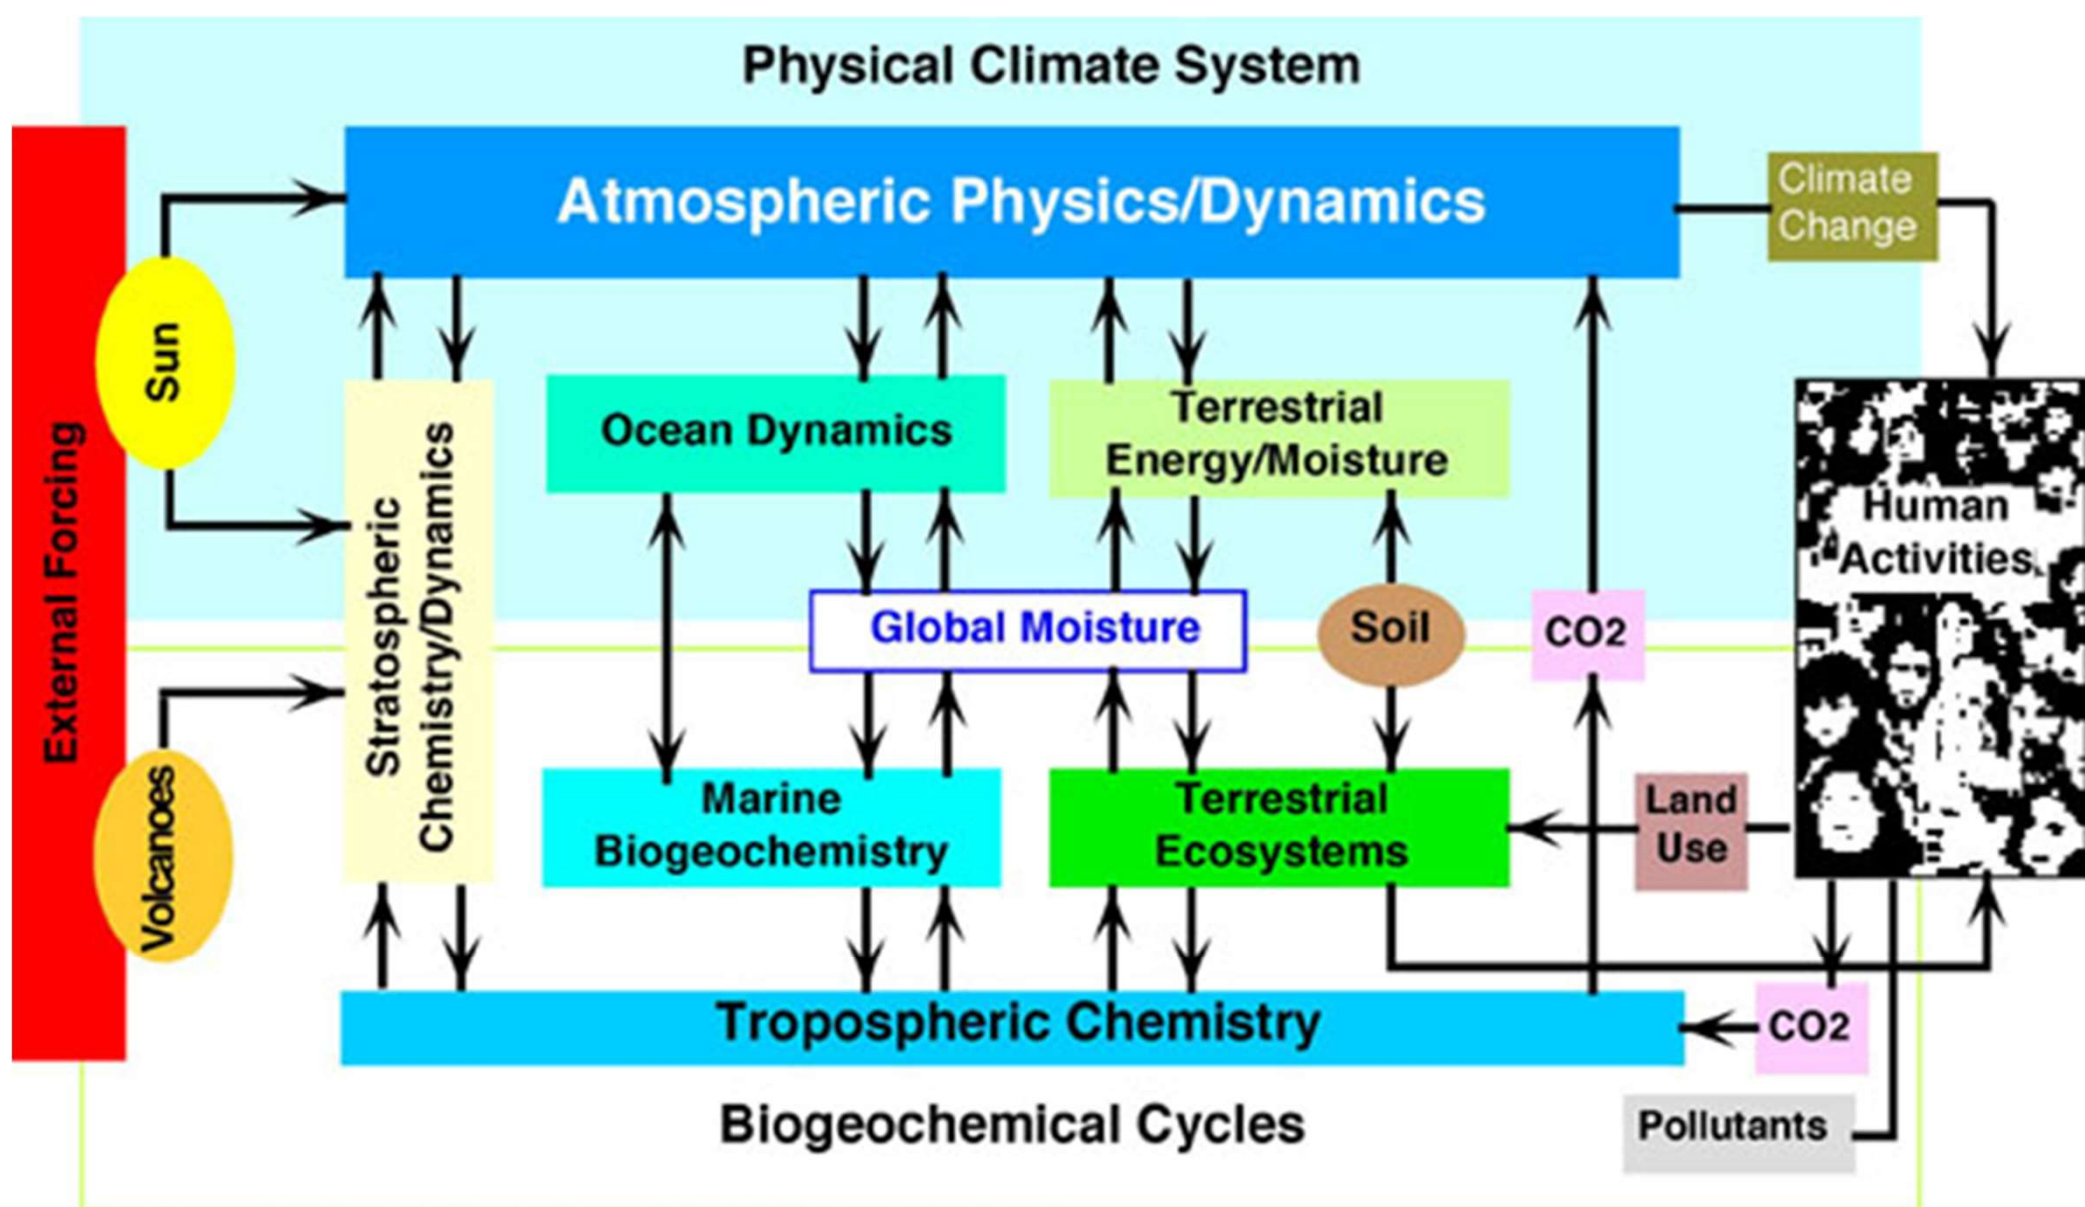 Physical Climate System
Atmospheric Physics/Dynamics
Climate
Change
External Forcing
Sun
Volcanoes
Stratospheric
Chemistry/Dynamics
Ocean Dynamics
Terrestrial
Energy/Moisture
Human
Activities
Global Moisture
Soil
CO2
Marine
Biogeochemistry
Terrestrial
Ecosystems
Land
Use
Tropospheric Chemistry
CO2
Biogeochemical Cycles
Pollutants